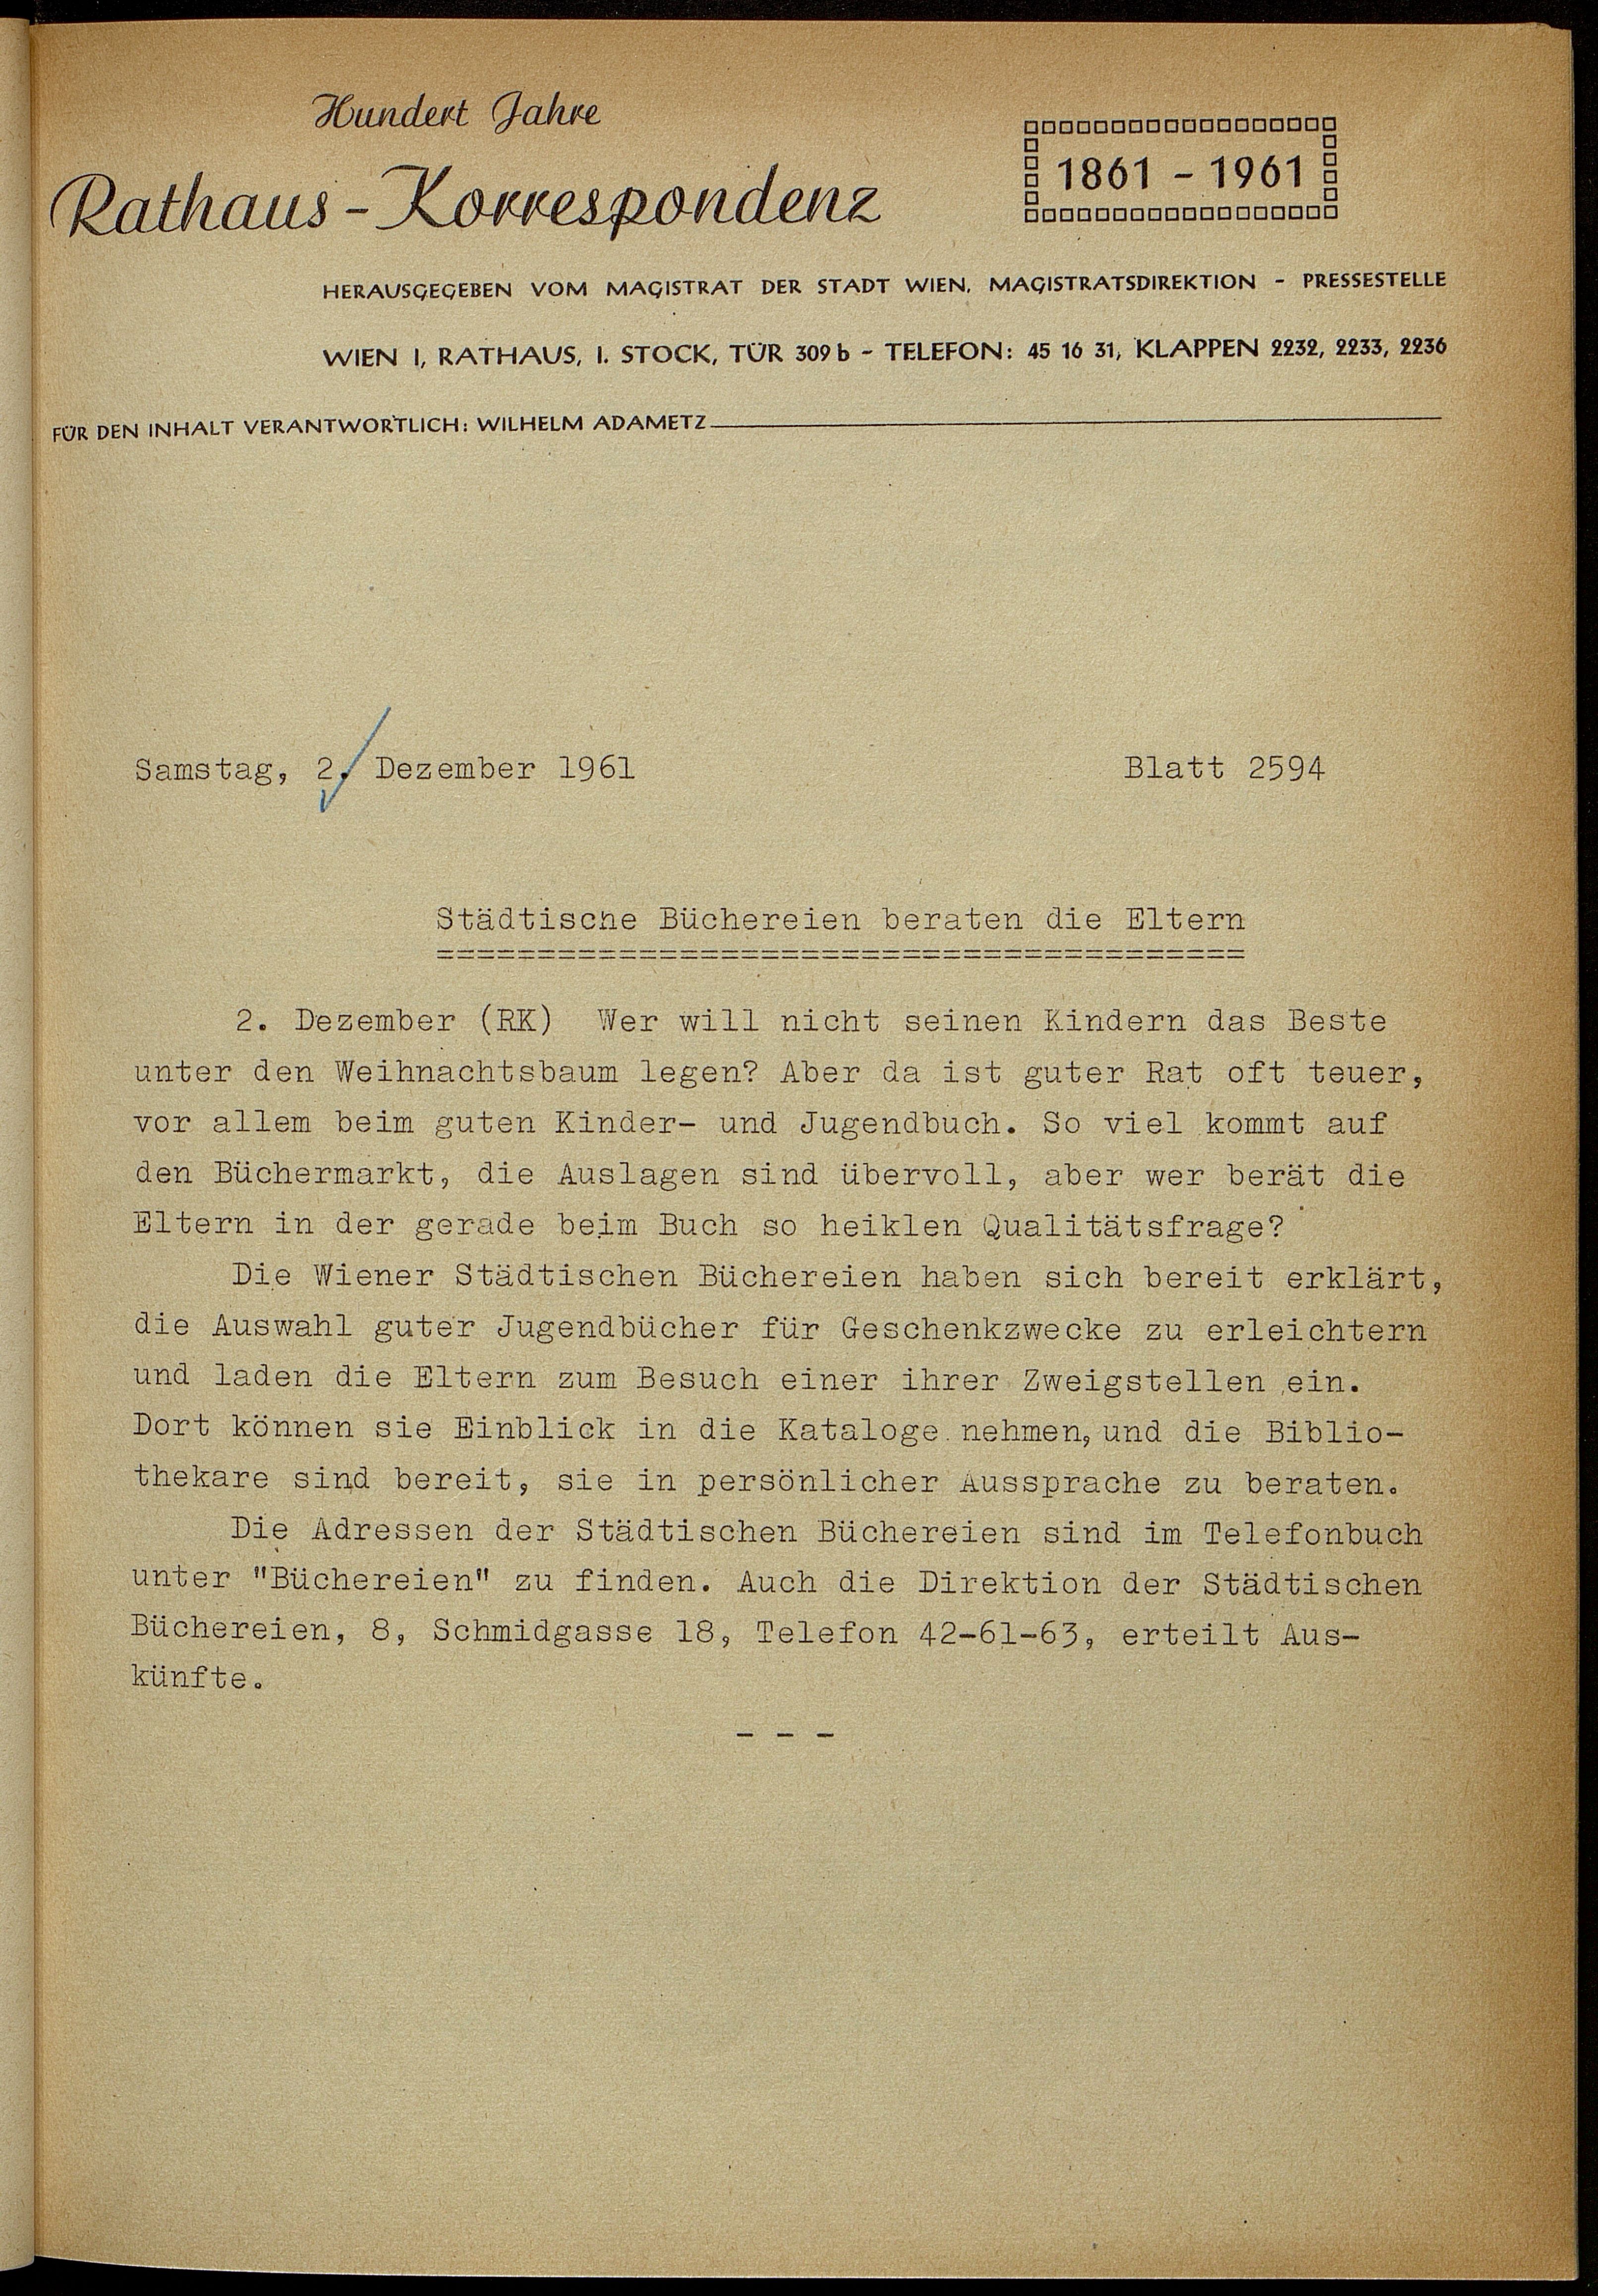 Hundert Jahre
Rathaus-Korrespondenz
1861 - 1961
HERAUSGEGEBEN VOM MAGISTRAT DER STADT WIEN, MAGISTRATSDIREKTION - PRESSESTELLE
WIEN I, RATHAUS, I. STOCK, TÜR 309 b - TELEFON: 45 16 31, KLAPPEN 2232, 2233, 2236
FÜR DEN INHALT VERANTWORTLICH: WILHELM ADAMETZ
Samstag, 2. Dezember 1961 Blatt 2594
Städtische Büchereien beraten die Eltern
========================================
2. Dezember (RK) Wer will nicht seinen Kindern das Beste
unter den Weihnachtsbaum legen? Aber da ist guter Rat oft teuer,
vor allem beim guten Kinder- und Jugendbuch. So viel kommt auf
den Büchermarkt, die Auslagen sind übervoll, aber wer berät die
Eltern in der gerade beim Buch so heiklen Qualitätsfrage?
Die Wiener Städtischen Büchereien haben sich bereit erklärt,
die Auswahl guter Jugendbücher für Geschenkzwecke zu erleichtern
und laden die Eltern zum Besuch einer ihrer Zweigstellen ein.
Dort können sie Einblick in die Kataloge nehmen, und die Biblio-
thekare sind bereit, sie in persönlicher Aussprache zu beraten.
Die Adressen der Städtischen Büchereien sind im Telefonbuch
unter "Büchereien" zu finden. Auch die Direktion der Städtischen
Büchereien, 8, Schmidgasse 18, Telefon 42-61-63, erteilt Aus-
künfte.
- - -